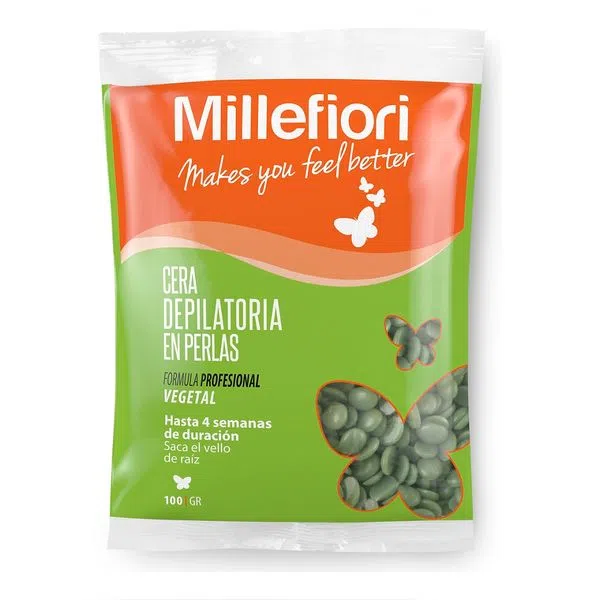 Millefiori
Makes you feel better
CERA
DEPILATORIA
EN PERLAS
FORMULA PROFESIONAL
VEGETAL
Hasta 4 semanas
de duración
Saca el vello
de raíz
100 | GR